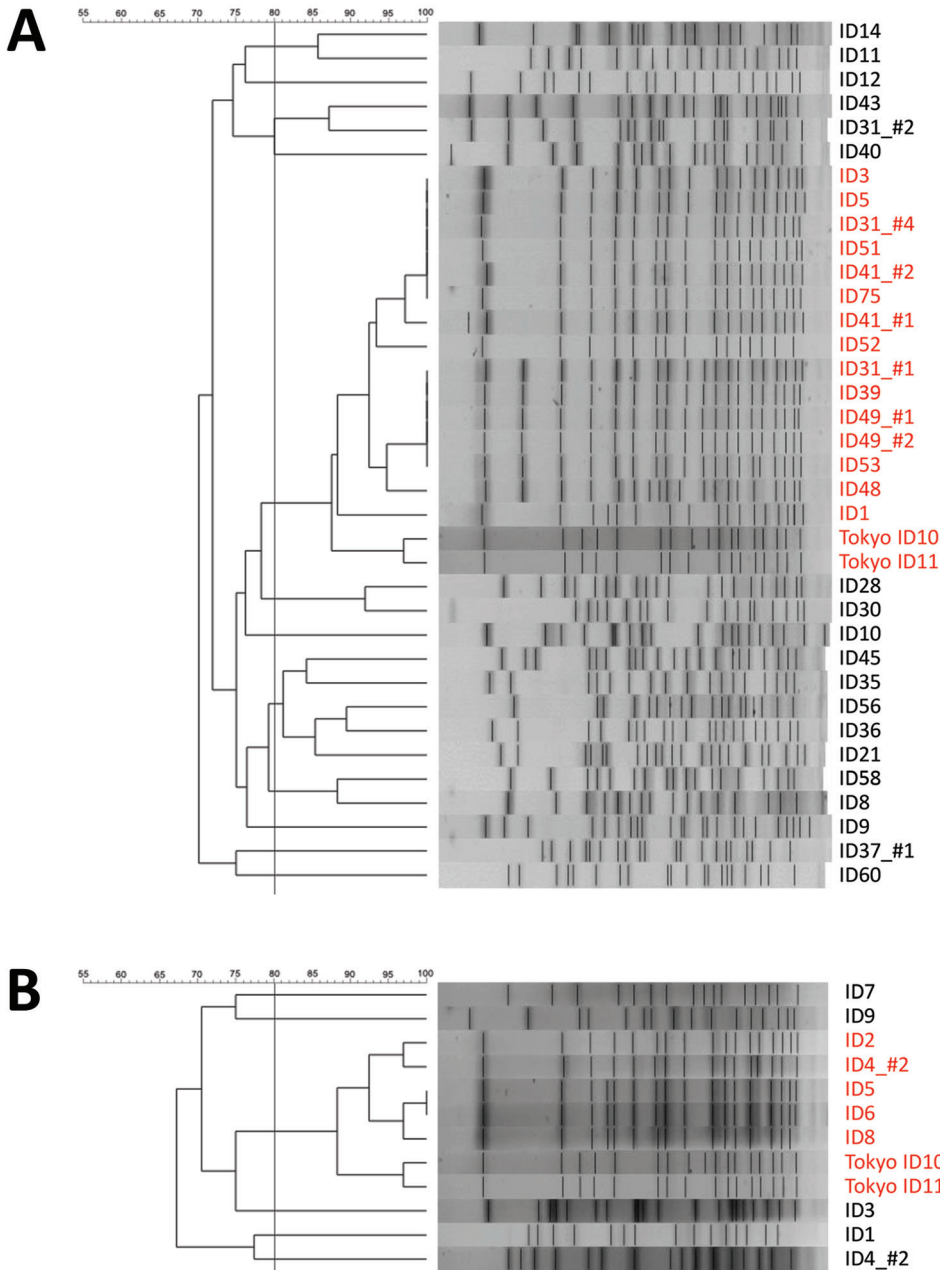 A
55 60 65 70 75 80 85 90 95 100
ID14
ID11
ID12
ID43
ID31_#2
ID40
ID3
ID5
ID31_#4
ID51
ID41_#2
ID75
ID41_#1
ID52
ID31_#1
ID39
ID49_#1
ID49_#2
ID53
ID48
ID1
Tokyo ID10
Tokyo ID11
ID28
ID30
ID10
ID45
ID35
ID56
ID36
ID21
ID58
ID8
ID9
ID37_#1
ID60
B
55 60 65 70 75 80 85 90 95 100
ID7
ID9
ID2
ID4_#2
ID5
ID6
ID8
Tokyo ID10
Tokyo ID11
ID3
ID1
ID4_#2